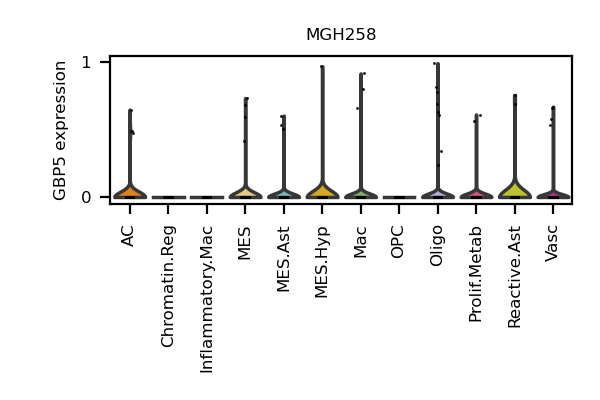 MGH258
GBP5 expression
1
0
AC
Chromatin.Reg
Inflammatory.Mac
MES
MES.Ast
MES.Hyp
Mac
OPC
Oligo
Prolif.Metab
Reactive.Ast
Vasc